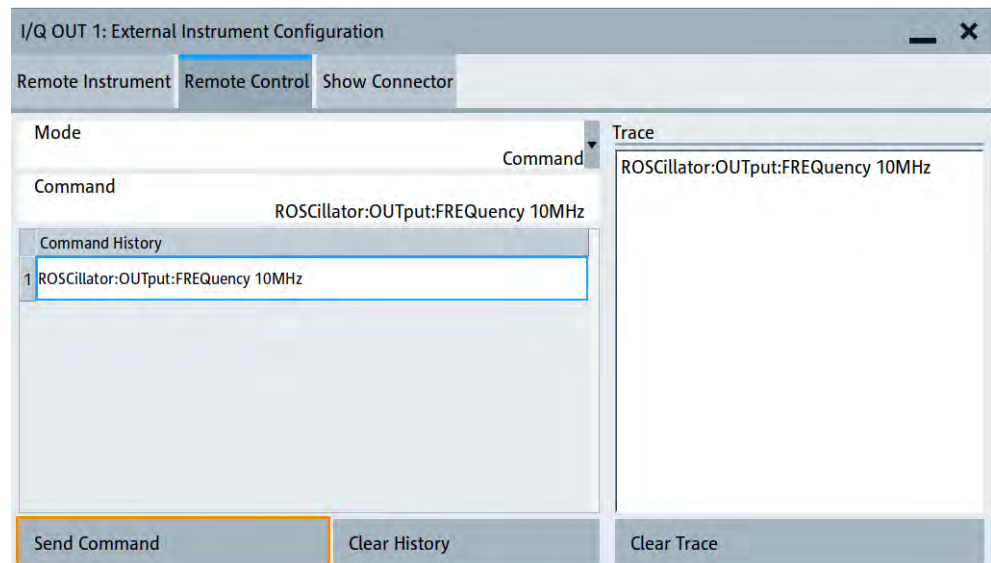 I/Q OUT 1: External Instrument Configuration
Remote Instrument Remote Control Show Connector
Mode
Command
Command
ROSCillator:OUTput:FREQuency 10MHz
Command History
1 ROSCillator:OUTput:FREQuency 10MHz
Trace
ROSCillator:OUTput:FREQuency 10MHz
Send Command Clear History Clear Trace